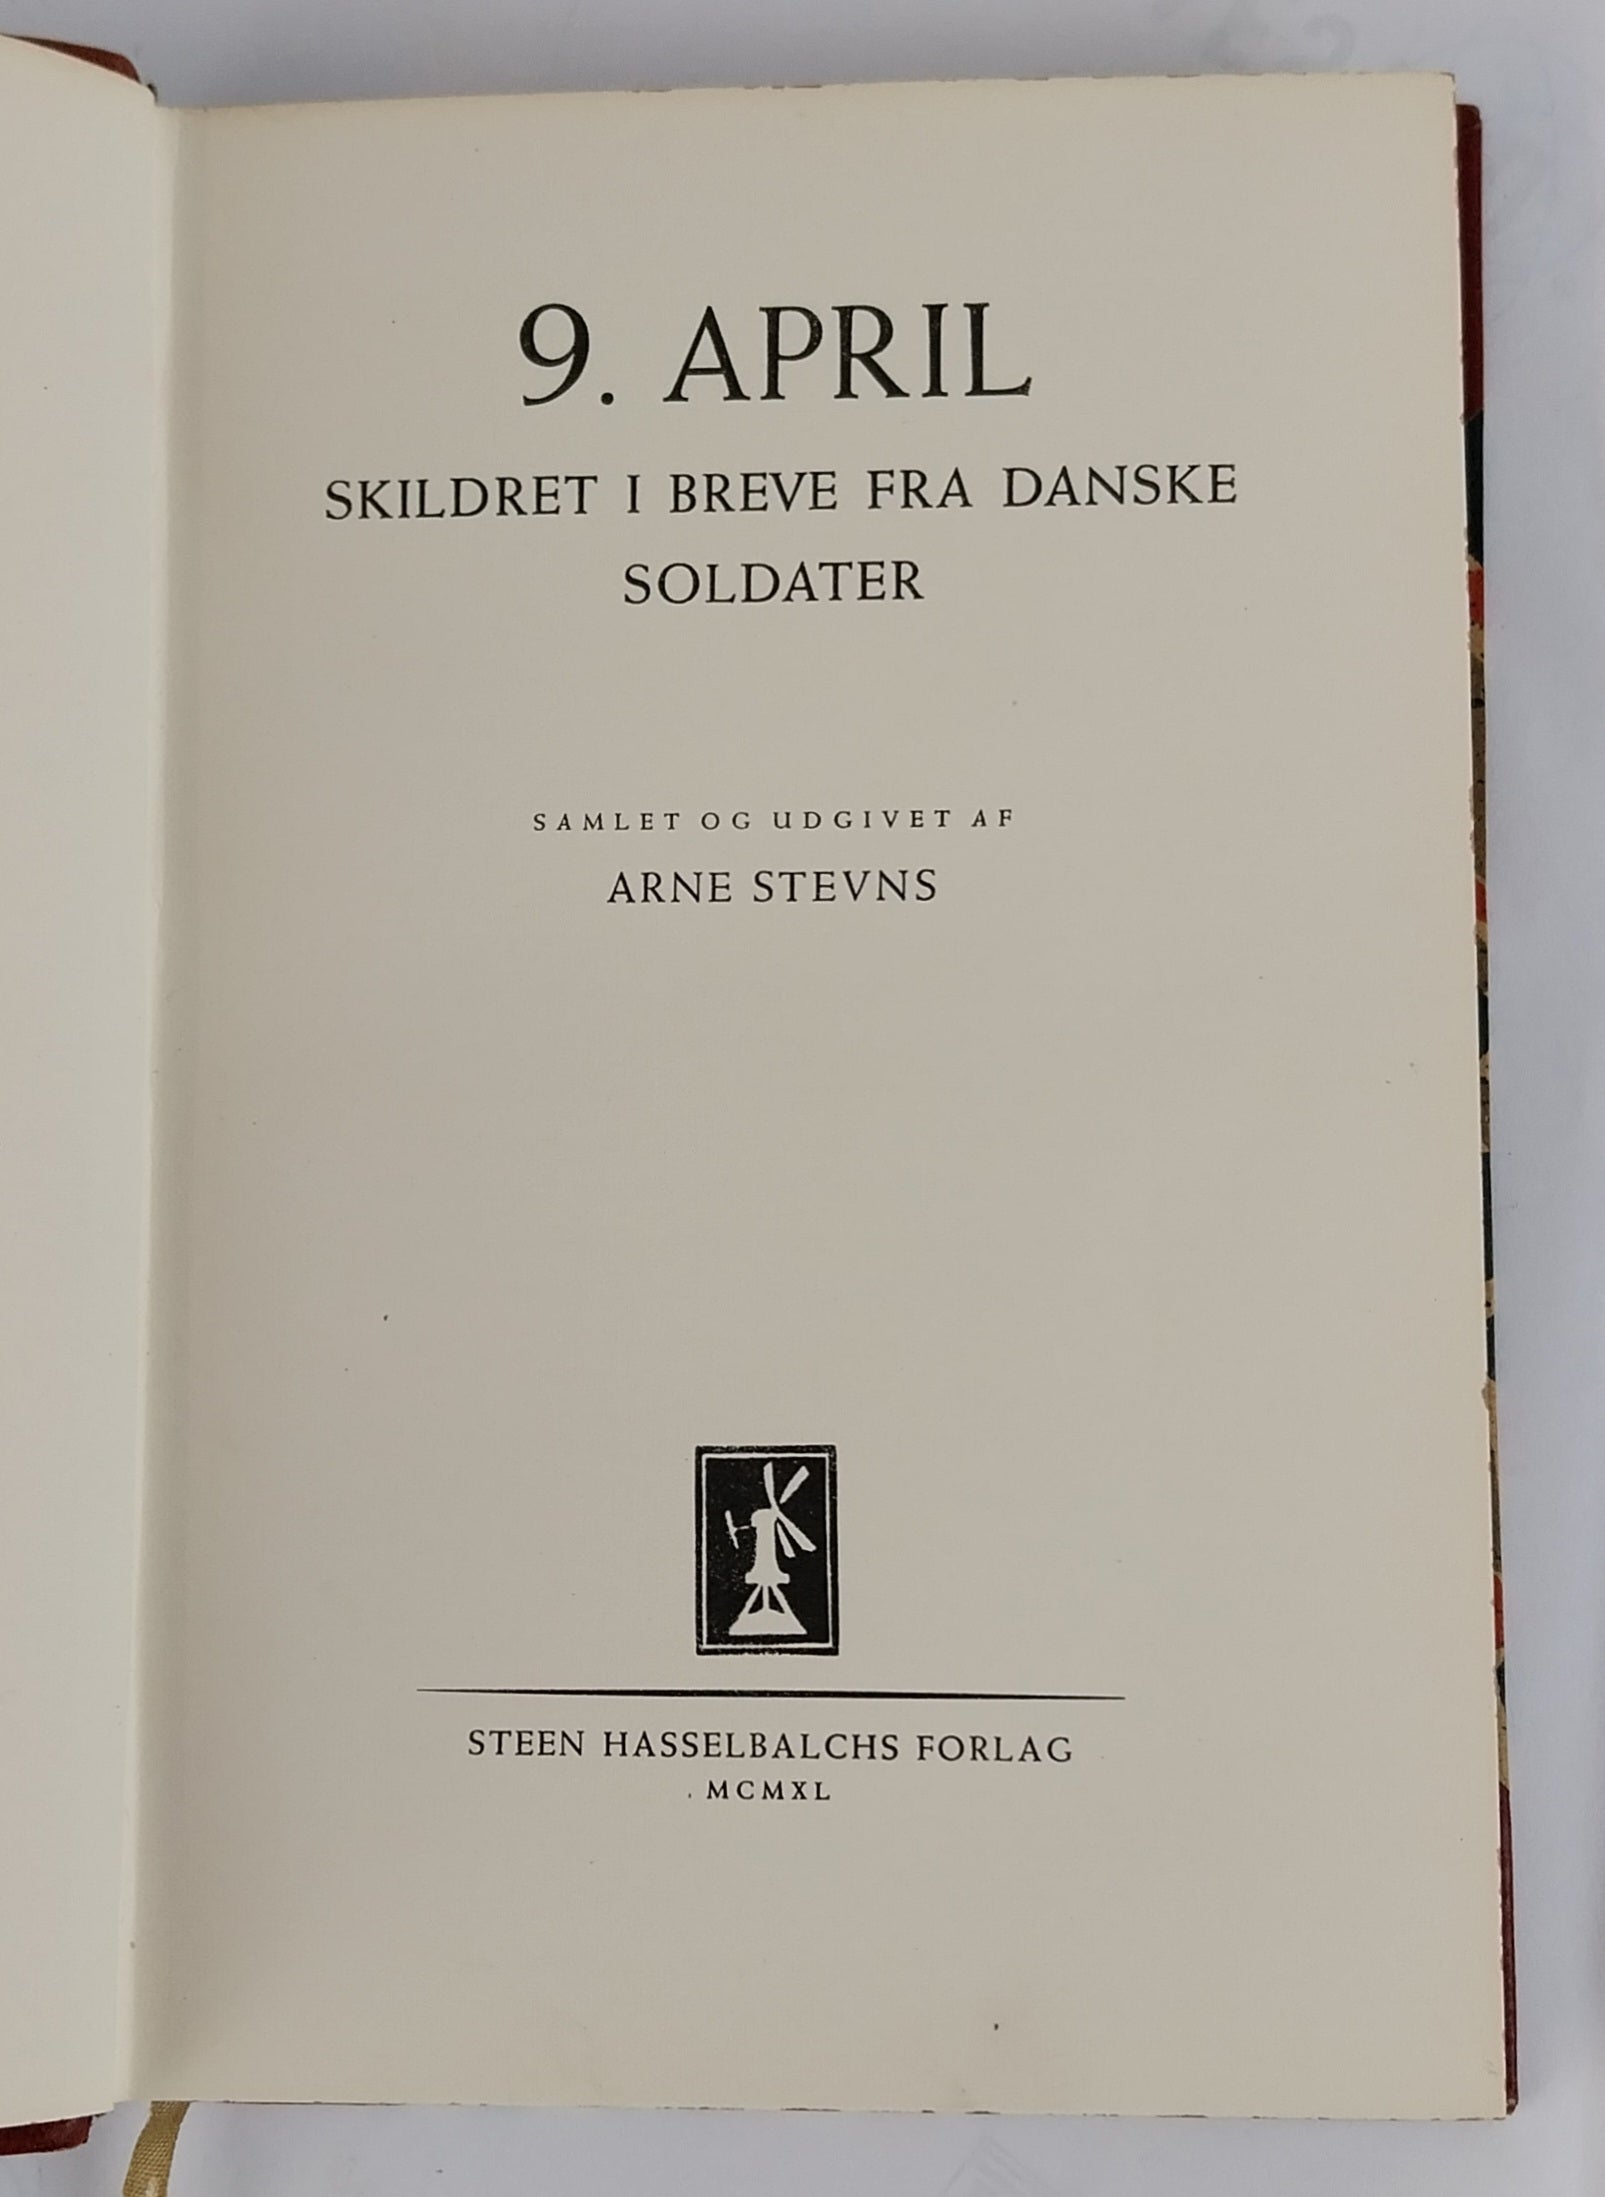 9. APRIL
SKILDRET I BREVE FRA DANSKE
SOLDATER
SAMLET OG UDGIVET AF
ARNE STEVNS
STEEN HASSELBALCHS FORLAG
MCMXL